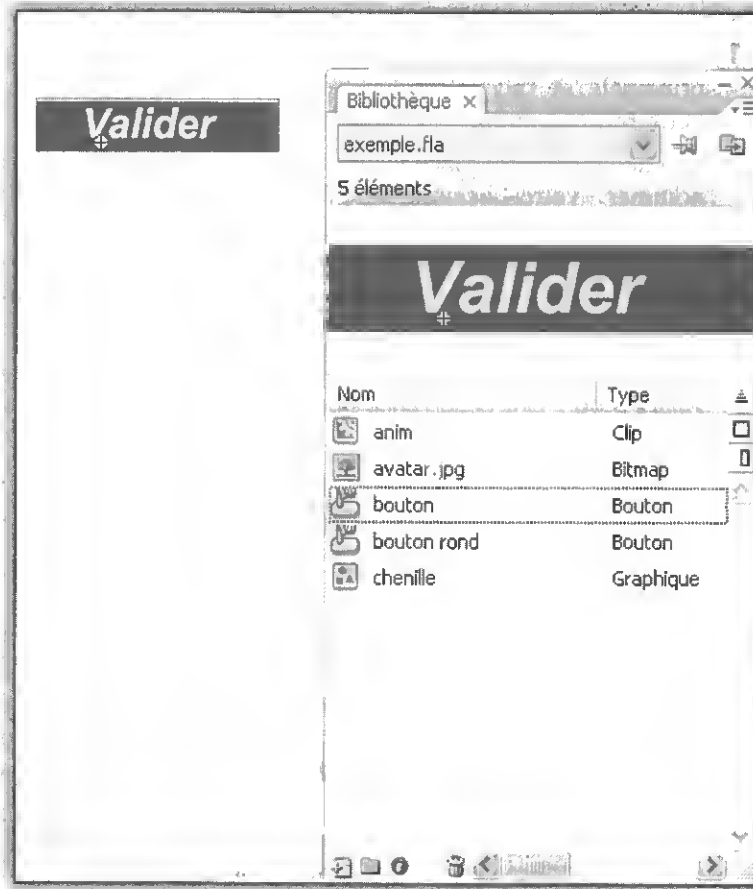 Valider
Bibliothèque
exemple.fla
5 éléments
Valider
Nom Type
anim Clip
avatar.jpg Bitmap
bouton Bouton
bouton rond Bouton
chenille Graphique